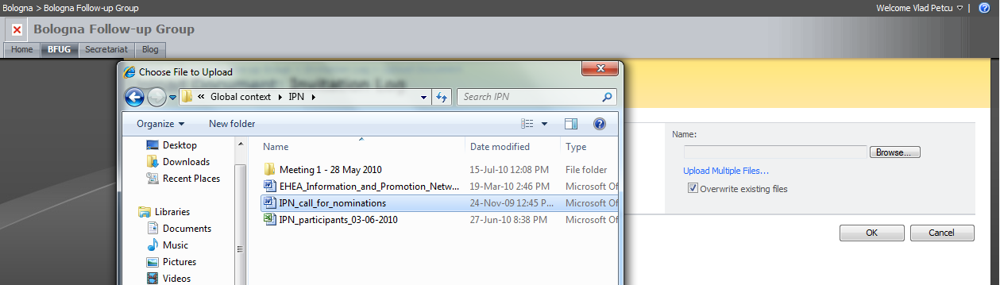 Bologna > Bologna Follow-up Group
Welcome Vlad Petcu
Bologna Follow-up Group
Home BFUG Secretariat Blog
Choose File to Upload
Invitation Log
« Global context IPN
Search IPN
Organize New folder
Desktop
Downloads
Recent Places
Libraries
Documents
Music
Pictures
Videos
Name Date modified Type
Meeting 1 - 28 May 2010 15-Jul-10 12:08 PM File folder
EHEA_Information_and_Promotion_Netw... 19-Mar-10 2:46 PM Microsoft Of
IPN_call_for_nominations 24-Nov-09 12:45 P... Microsoft Of
IPN_participants_03-06-2010 27-Jun-10 8:38 PM Microsoft Of
Name:
Browse...
Upload Multiple Files...
Overwrite existing files
OK Cancel